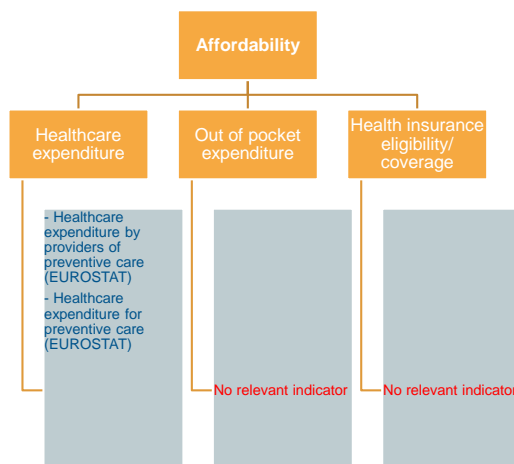 Affordability
Healthcare
expenditure
Out of pocket
expenditure
Health insurance
eligibility/
coverage
- Healthcare
expenditure by
providers of
preventive care
(EUROSTAT)
- Healthcare
expenditure for
preventive care
(EUROSTAT)
No relevant indicator
No relevant indicator